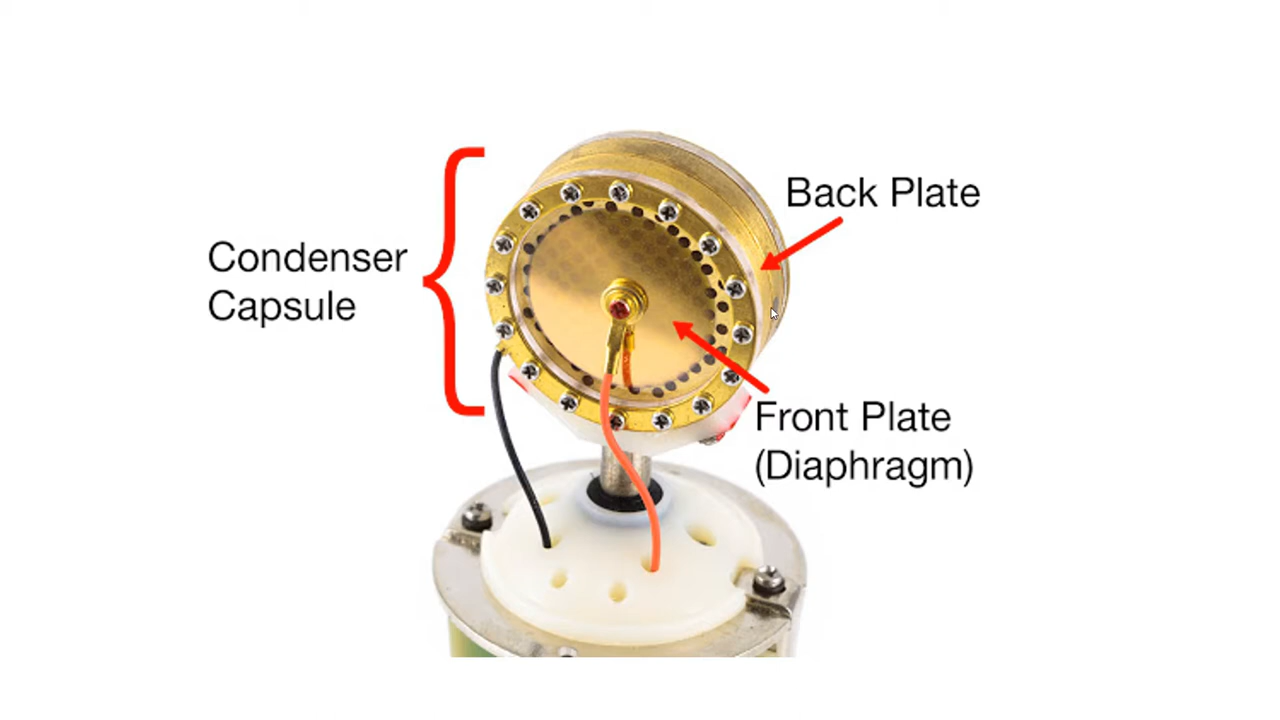 Back Plate
Condenser
Capsule
Front Plate
(Diaphragm)